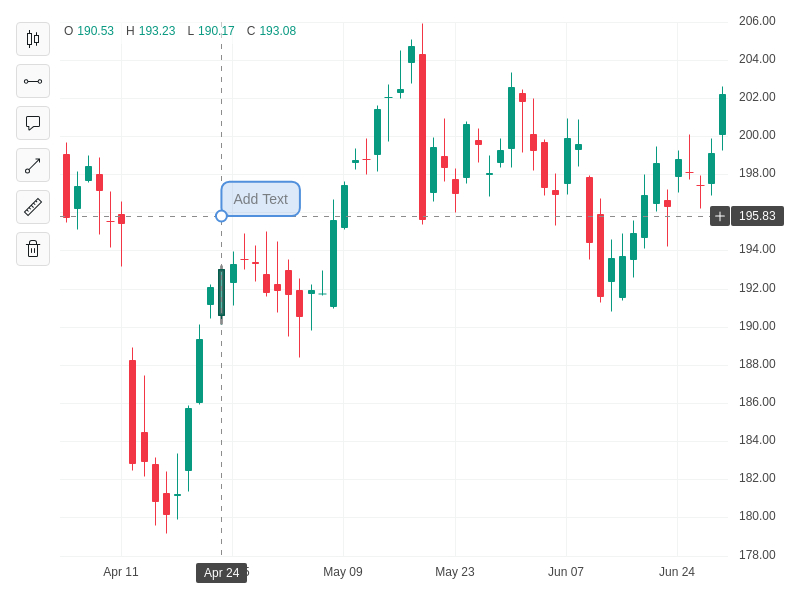 O 190.53 H 193.23 L 190.17 C 193.08
206.00
204.00
202.00
200.00
198.00
Add Text
195.83
194.00
192.00
190.00
188.00
186.00
184.00
182.00
180.00
178.00
Apr 11
Apr 24
May 09
May 23
Jun 07
Jun 24